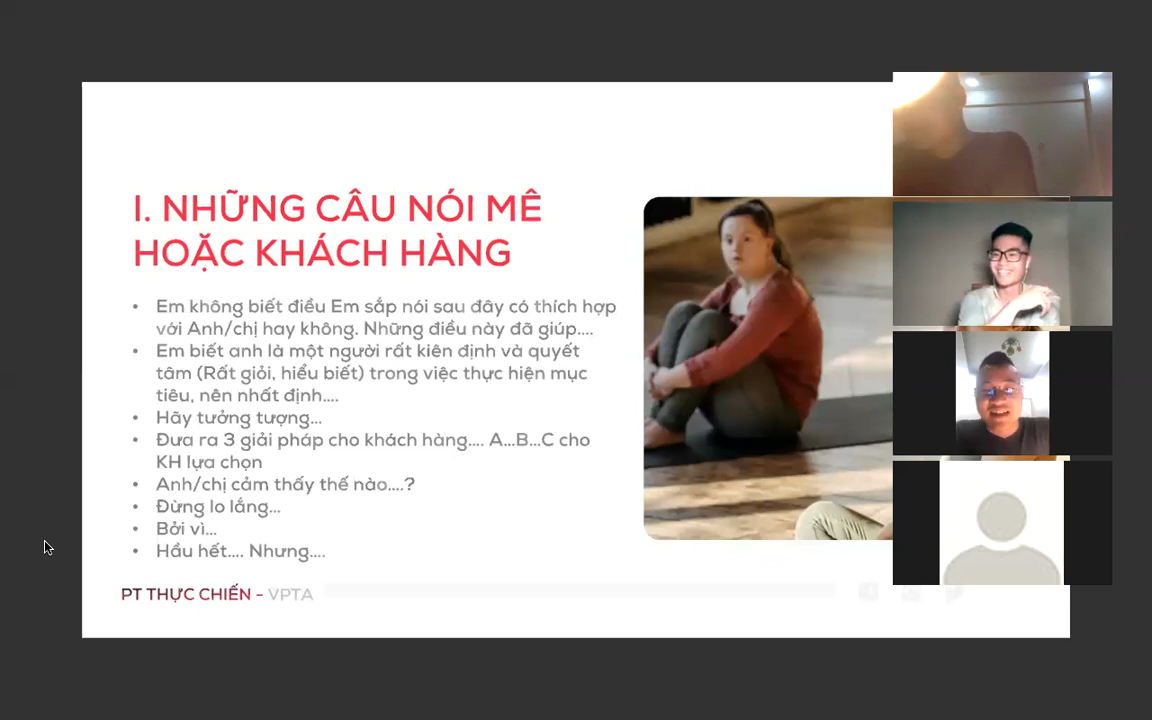 I. NHỮNG CÂU NÓI MÊ
HOẶC KHÁCH HÀNG
• Em không biết điều Em sắp nói sau đây có thích hợp
với Anh/chị hay không. Những điều này đã giúp....
• Em biết anh là một người rất kiên định và quyết
tâm (Rất giỏi, hiểu biết) trong việc thực hiện mục
tiêu, nên nhất định....
• Hãy tưởng tượng...
• Đưa ra 3 giải pháp cho khách hàng.... A...B...C cho
KH lựa chọn
• Anh/chị cảm thấy thế nào....?
• Đừng lo lắng...
• Bởi vì...
• Hầu hết.... Nhưng....
PT THỰC CHIẾN - VPTA